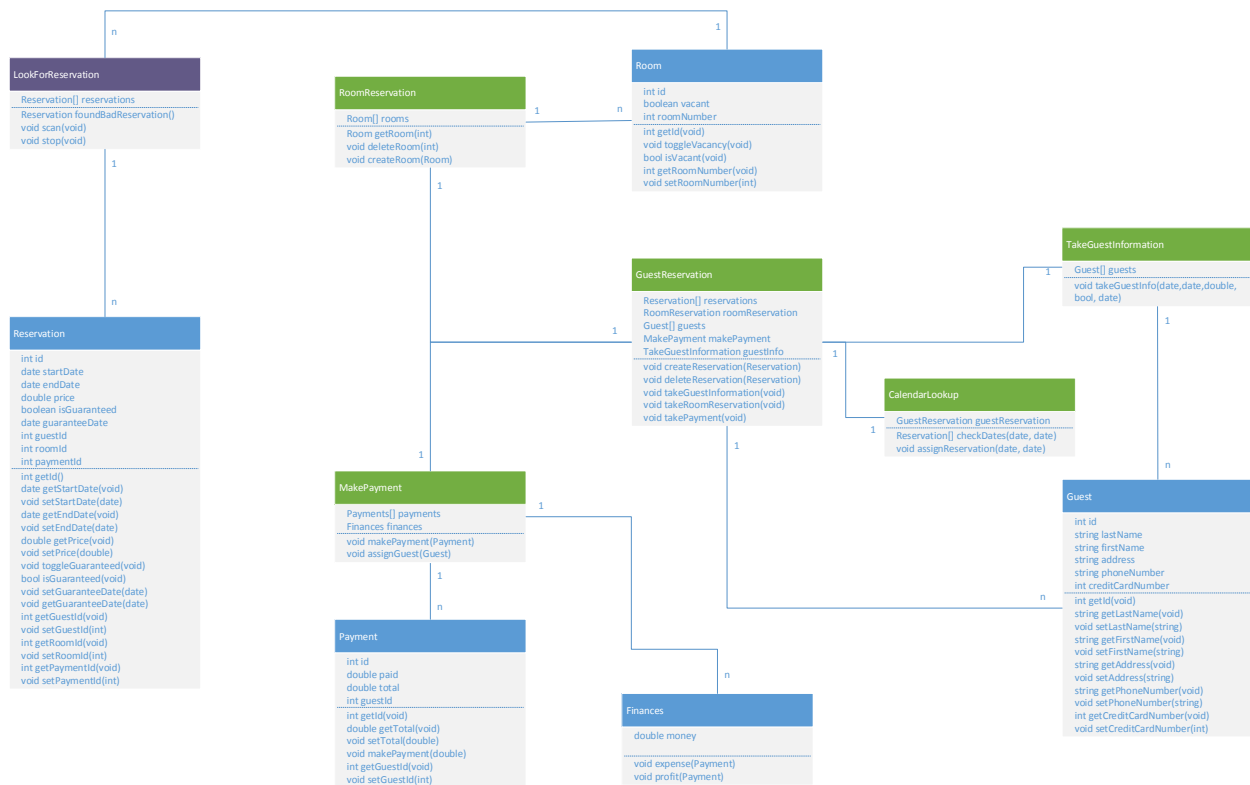 n
1
LookForReservation
Reservation[] reservations
Reservation foundBadReservation()
void scan(void)
void stop(void)
1
n
RoomReservation
Room[] rooms
Room getRoom(int)
void deleteRoom(int)
void createRoom(Room)
1
n
1
Room
int id
boolean vacant
int roomNumber
int getId(void)
void toggleVacancy(void)
bool isVacant(void)
int getRoomNumber(void)
void setRoomNumber(int)
TakeGuestInformation
Guest[] guests
void takeGuestInfo(date,date,double,
bool, date)
1
1
n
GuestReservation
Reservation[] reservations
RoomReservation roomReservation
Guest[] guests
MakePayment makePayment
TakeGuestInformation guestInfo
void createReservation(Reservation)
void deleteReservation(Reservation)
void takeGuestInformation(void)
void takeRoomReservation(void)
void takePayment(void)
1
1
1
1
CalendarLookup
GuestReservation guestReservation
Reservation[] checkDates(date, date)
void assignReservation(date, date)
Reservation
int id
date startDate
date endDate
double price
boolean isGuaranteed
date guaranteeDate
int guestId
int roomId
int paymentId
int getId()
date getStartDate(void)
void setStartDate(date)
date getEndDate(void)
void setEndDate(date)
double getPrice(void)
void setPrice(double)
void toggleGuaranteed(void)
bool isGuaranteed(void)
void setGuaranteeDate(date)
void getGuaranteeDate(date)
int getGuestId(void)
void setGuestId(int)
int getRoomId(void)
void setRoomId(int)
int getPaymentId(void)
void setPaymentId(int)
1
MakePayment
Payments[] payments
Finances finances
void makePayment(Payment)
void assignGuest(Guest)
1
1
n
Payment
int id
double paid
double total
int guestId
int getId(void)
double getTotal(void)
void setTotal(double)
void makePayment(double)
int getGuestId(void)
void setGuestId(int)
n
Finances
double money
void expense(Payment)
void profit(Payment)
n
Guest
int id
string lastName
string firstName
string address
string phoneNumber
int creditCardNumber
int getId(void)
string getLastName(void)
void setLastName(string)
string getFirstName(void)
void setFirstName(string)
string getAddress(void)
void setAddress(string)
string getPhoneNumber(void)
void setPhoneNumber(string)
int getCreditCardNumber(void)
void setCreditCardNumber(int)